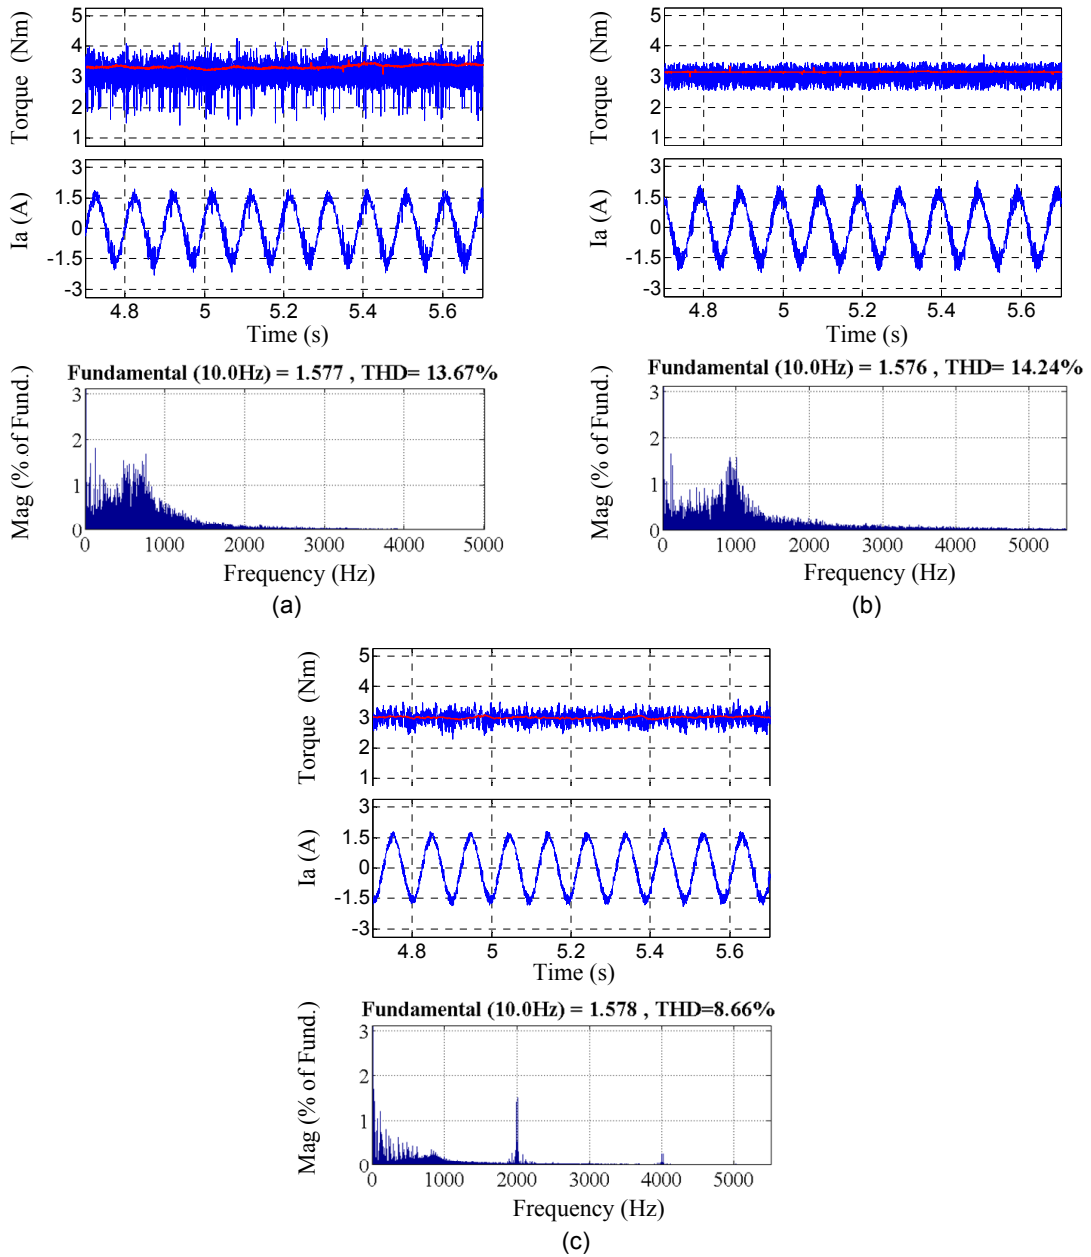 Torque (Nm)
5
4
3
2
1
Ia (A)
3
1.5
0
-1.5
-3
4.8 5 5.2 5.4 5.6
Time (s)
Fundamental (10.0Hz) = 1.577 , THD= 13.67%
Mag (% of Fund.)
3
2
1
0
0 1000 2000 3000 4000 5000
Frequency (Hz)
(a)
Torque (Nm)
5
4
3
2
1
Ia (A)
3
1.5
0
-1.5
-3
4.8 5 5.2 5.4 5.6
Time (s)
Fundamental (10.0Hz) = 1.576 , THD= 14.24%
Mag (% of Fund.)
3
2
1
0
0 1000 2000 3000 4000 5000
Frequency (Hz)
(b)
Torque (Nm)
5
4
3
2
1
Ia (A)
3
1.5
0
-1.5
-3
4.8 5 5.2 5.4 5.6
Time (s)
Fundamental (10.0Hz) = 1.578 , THD=8.66%
Mag (% of Fund.)
3
2
1
0
0 1000 2000 3000 4000 5000
Frequency (Hz)
(c)